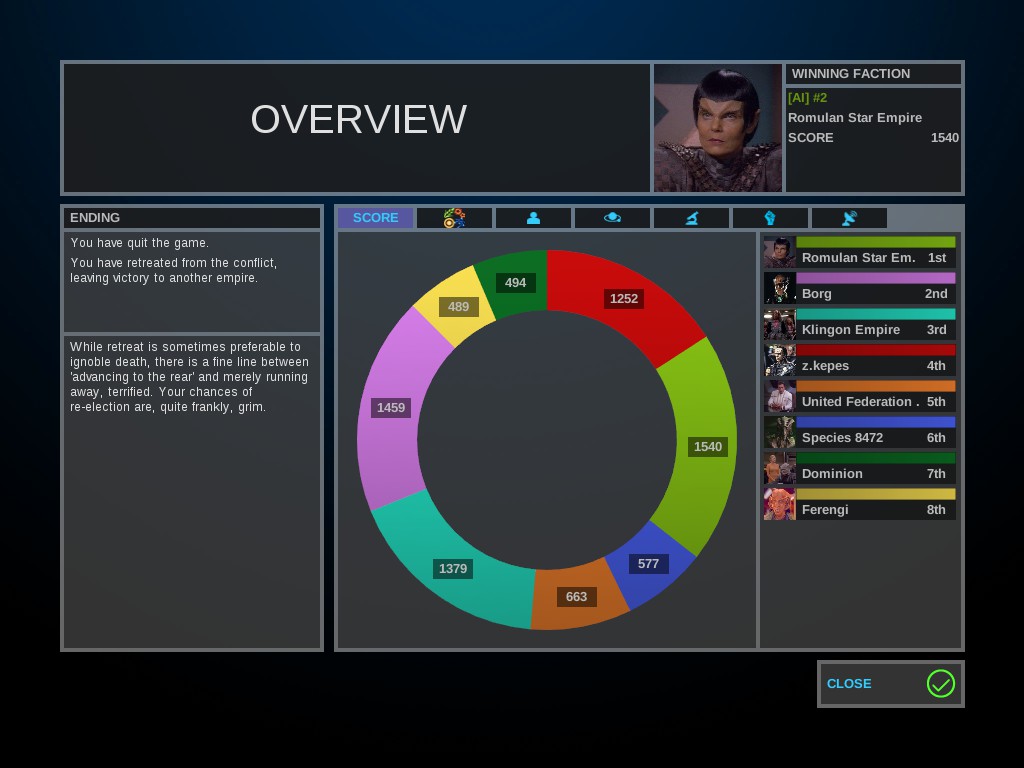 OVERVIEW
WINNING FACTION
[AI] #2
Romulan Star Empire
SCORE 1540
ENDING
You have quit the game.
You have retreated from the conflict,
leaving victory to another empire.
While retreat is sometimes preferable to
ignoble death, there is a fine line between
'advancing to the rear' and merely running
away, terrified. Your chances of
re-election are, quite frankly, grim.
SCORE
494
1252
489
1459
1540
1379
577
663
Romulan Star Em. 1st
Borg 2nd
Klingon Empire 3rd
z.kepes 4th
United Federation . 5th
Species 8472 6th
Dominion 7th
Ferengi 8th
CLOSE